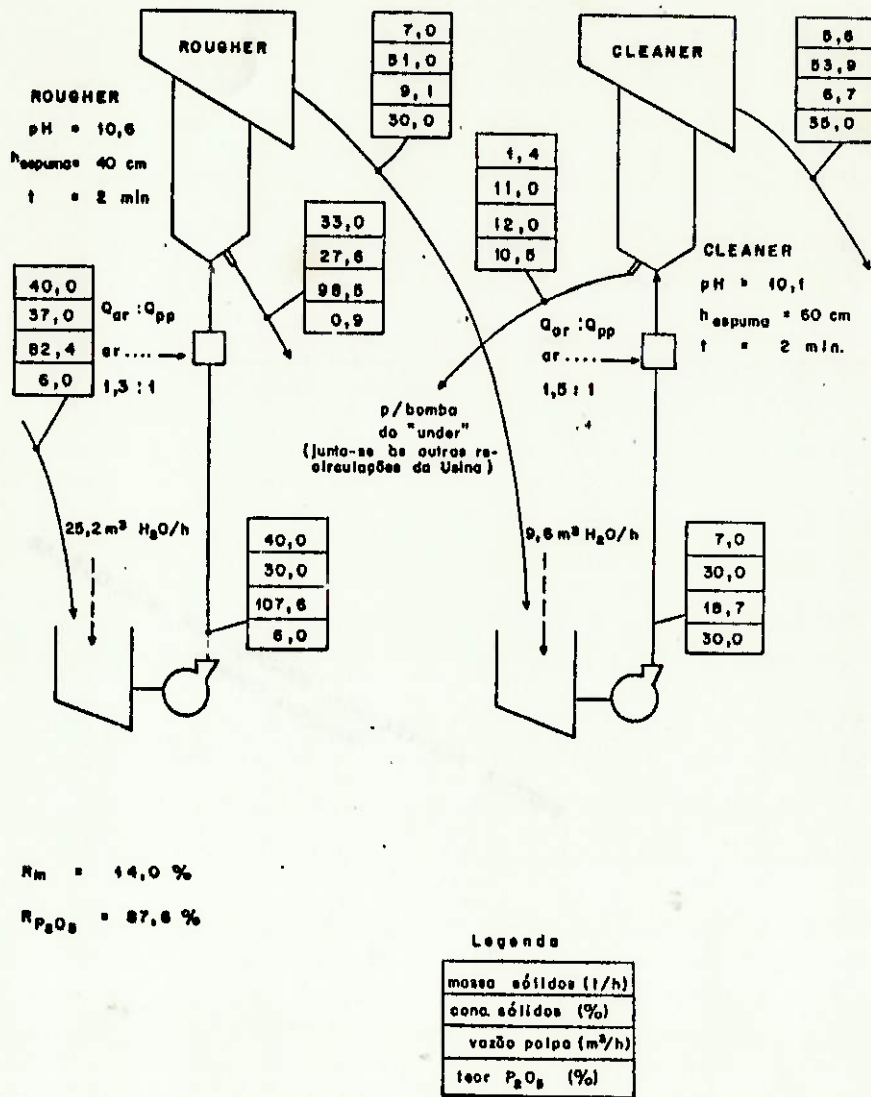 ROUGHER
ROUGHER
pH = 10,6
hespuma= 40 cm
t = 2 min
7,0
51,0
9,1
30,0
33,0
27,6
98,5
0,9
40,0
37,0
82,4
6,0
Qar : Qpp
ar ....
1,3 : 1
25,2 m³ H₂O/h
40,0
30,0
107,6
6,0
CLEANER
5,6
53,9
6,7
35,0
1,4
11,0
12,0
10,5
CLEANER
pH = 10,1
hespuma = 60 cm
t = 2 min.
Qar : Qpp
ar ....
1,5 : 1
p/bomba
do "under"
(junta-se às outras re-
circulações da Usina)
9,6 m³ H₂O/h
7,0
30,0
18,7
30,0
Rm = 14,0 %
RP₂O₅ = 87,6 %
Legenda
massa sólidos (t/h)
conc. sólidos (%)
vazão polpa (m³/h)
teor P₂O₅ (%)